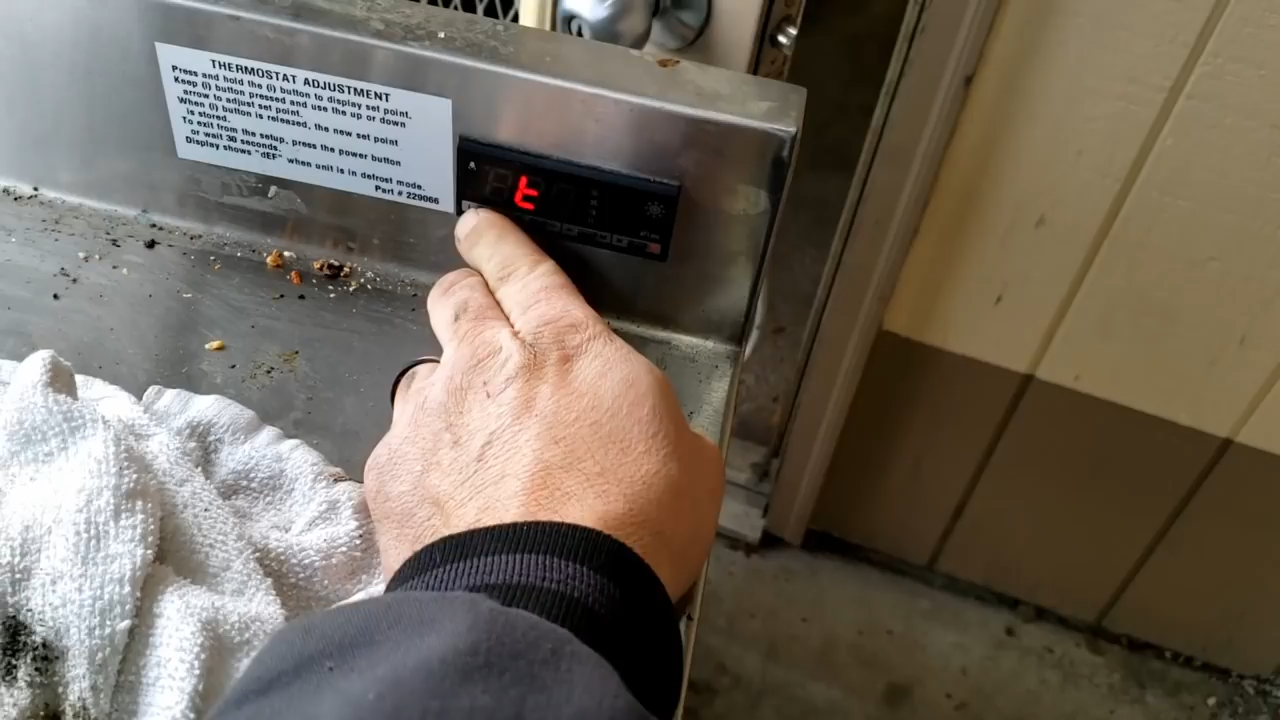 THERMOSTAT ADJUSTMENT
Press and hold the (i) button to display set point.
Keep (i) button pressed and use the up or down
arrow to adjust set point.
When (i) button is released, the new set point
is stored.
To exit from the setup, press the power button
or wait 30 seconds.
Display shows "dEF" when unit is in defrost mode.
Part # 229066
t